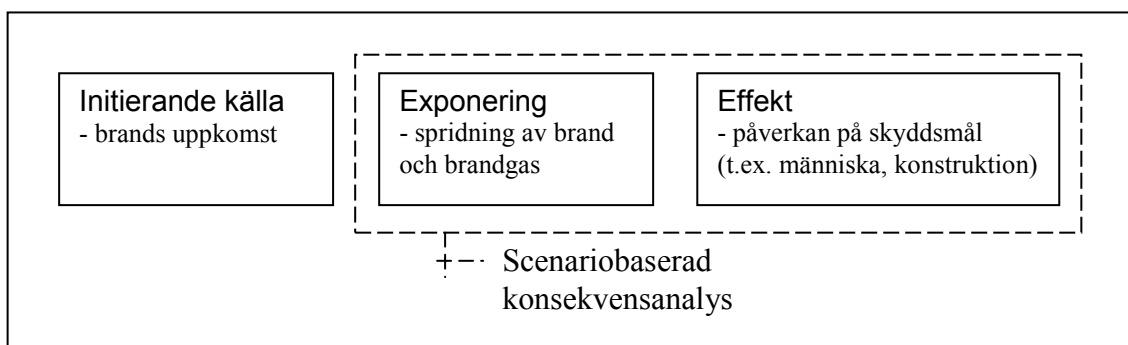 Initierande källa
- brands uppkomst
Exponering
- spridning av brand
och brandgas
Effekt
- påverkan på skyddsmål
(t.ex. människa, konstruktion)
Scenariobaserad
konsekvensanalys